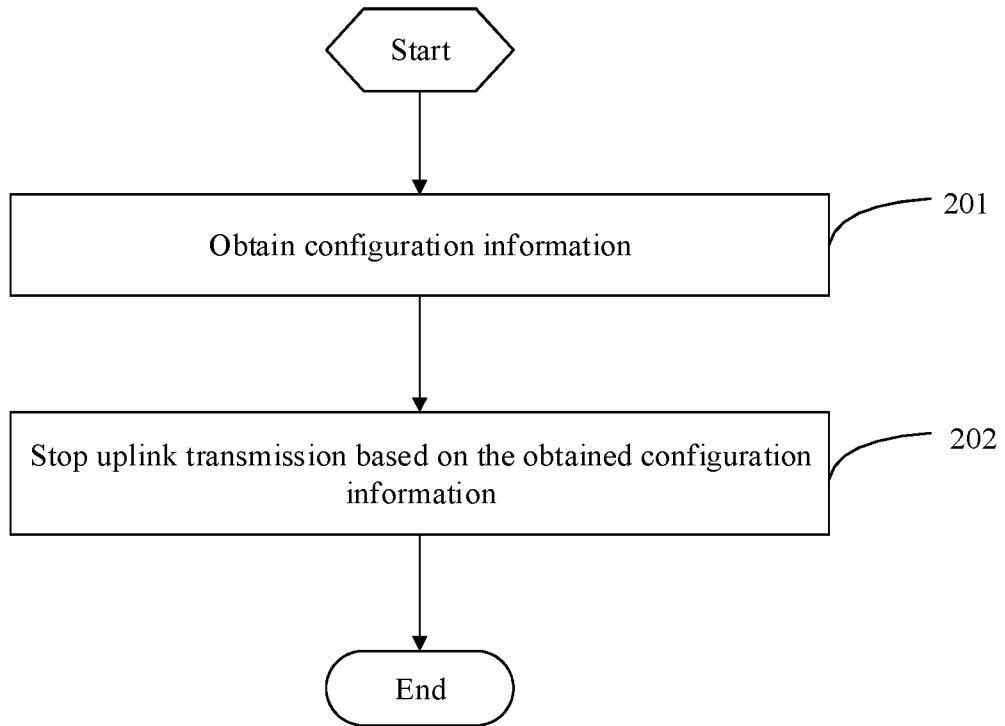 Start
201
Obtain configuration information
202
Stop uplink transmission based on the obtained configuration
information
End